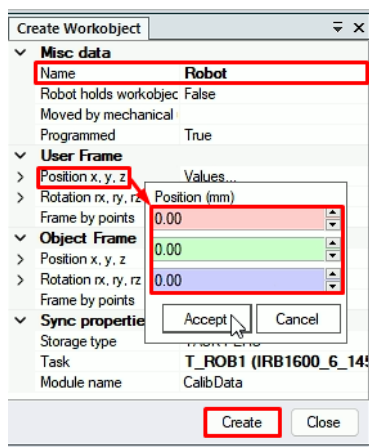 Create Workobject
Misc data
Name Robot
Robot holds workobjec False
Moved by mechanical
Programmed True
User Frame
Position x, y, z Values...
Rotation rx, ry, rz Position (mm)
Frame by points 0.00
Object Frame
Position x, y, z 0.00
Rotation rx, ry, rz 0.00
Frame by points
Sync propertie Accept Cancel
Storage type TASK PERS
Task T_ROB1 (IRB1600_6_145
Module name CalibData
Create Close